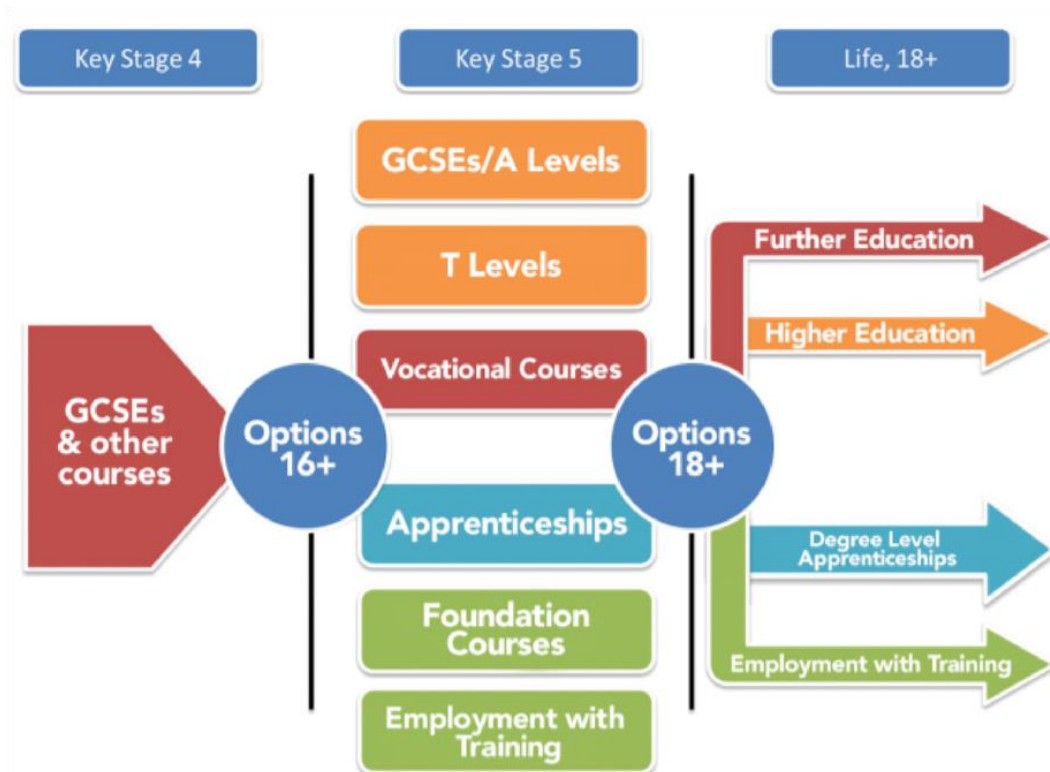 Key Stage 4
Key Stage 5
Life, 18+
GCSEs
& other
courses
Options
16+
GCSEs/A Levels
T Levels
Vocational Courses
Apprenticeships
Foundation
Courses
Employment with
Training
Options
18+
Further Education
Higher Education
Degree Level
Apprenticeships
Employment with Training